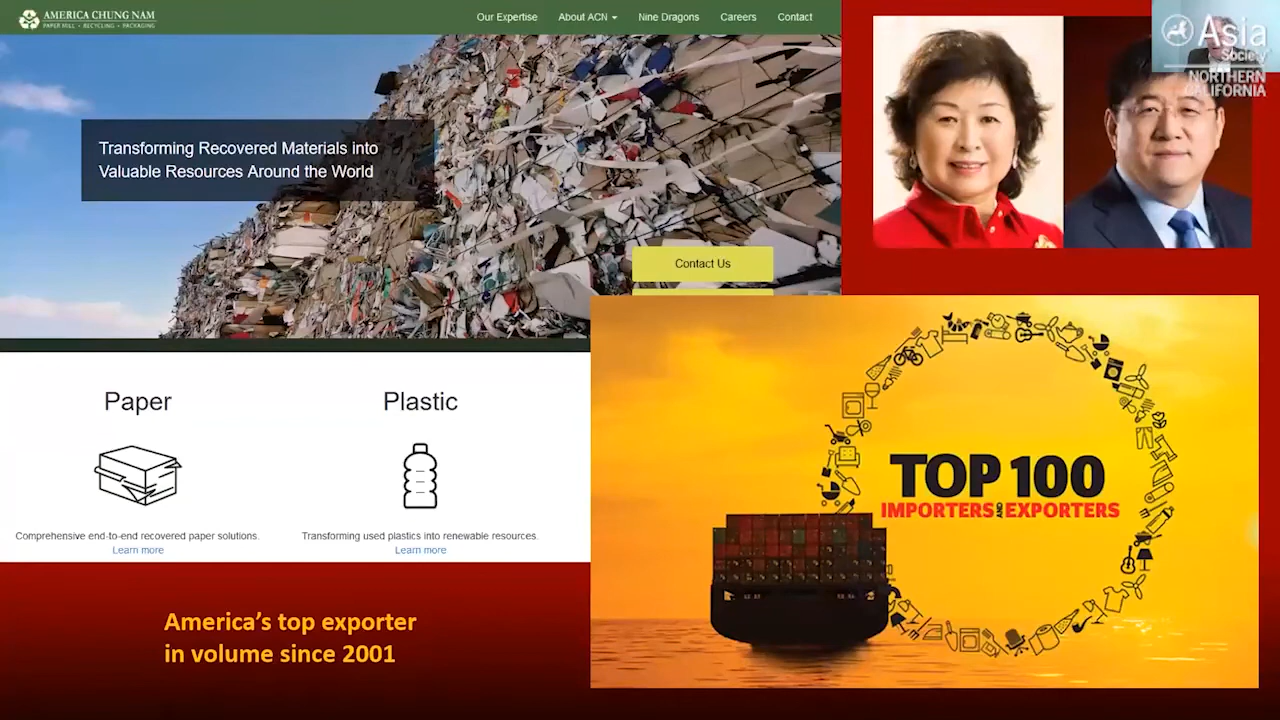 AMERICA CHUNG NAM
PAPER MILL • RECYCLING • PACKAGING
Our Expertise
About ACN
Nine Dragons
Careers
Contact
Transforming Recovered Materials into
Valuable Resources Around the World
Contact Us
Paper
Plastic
Comprehensive end-to-end recovered paper solutions.
Learn more
Transforming used plastics into renewable resources.
Learn more
America's top exporter
in volume since 2001
Asia
Society
NORTHERN
CALIFORNIA
TOP 100
IMPORTERS AND EXPORTERS